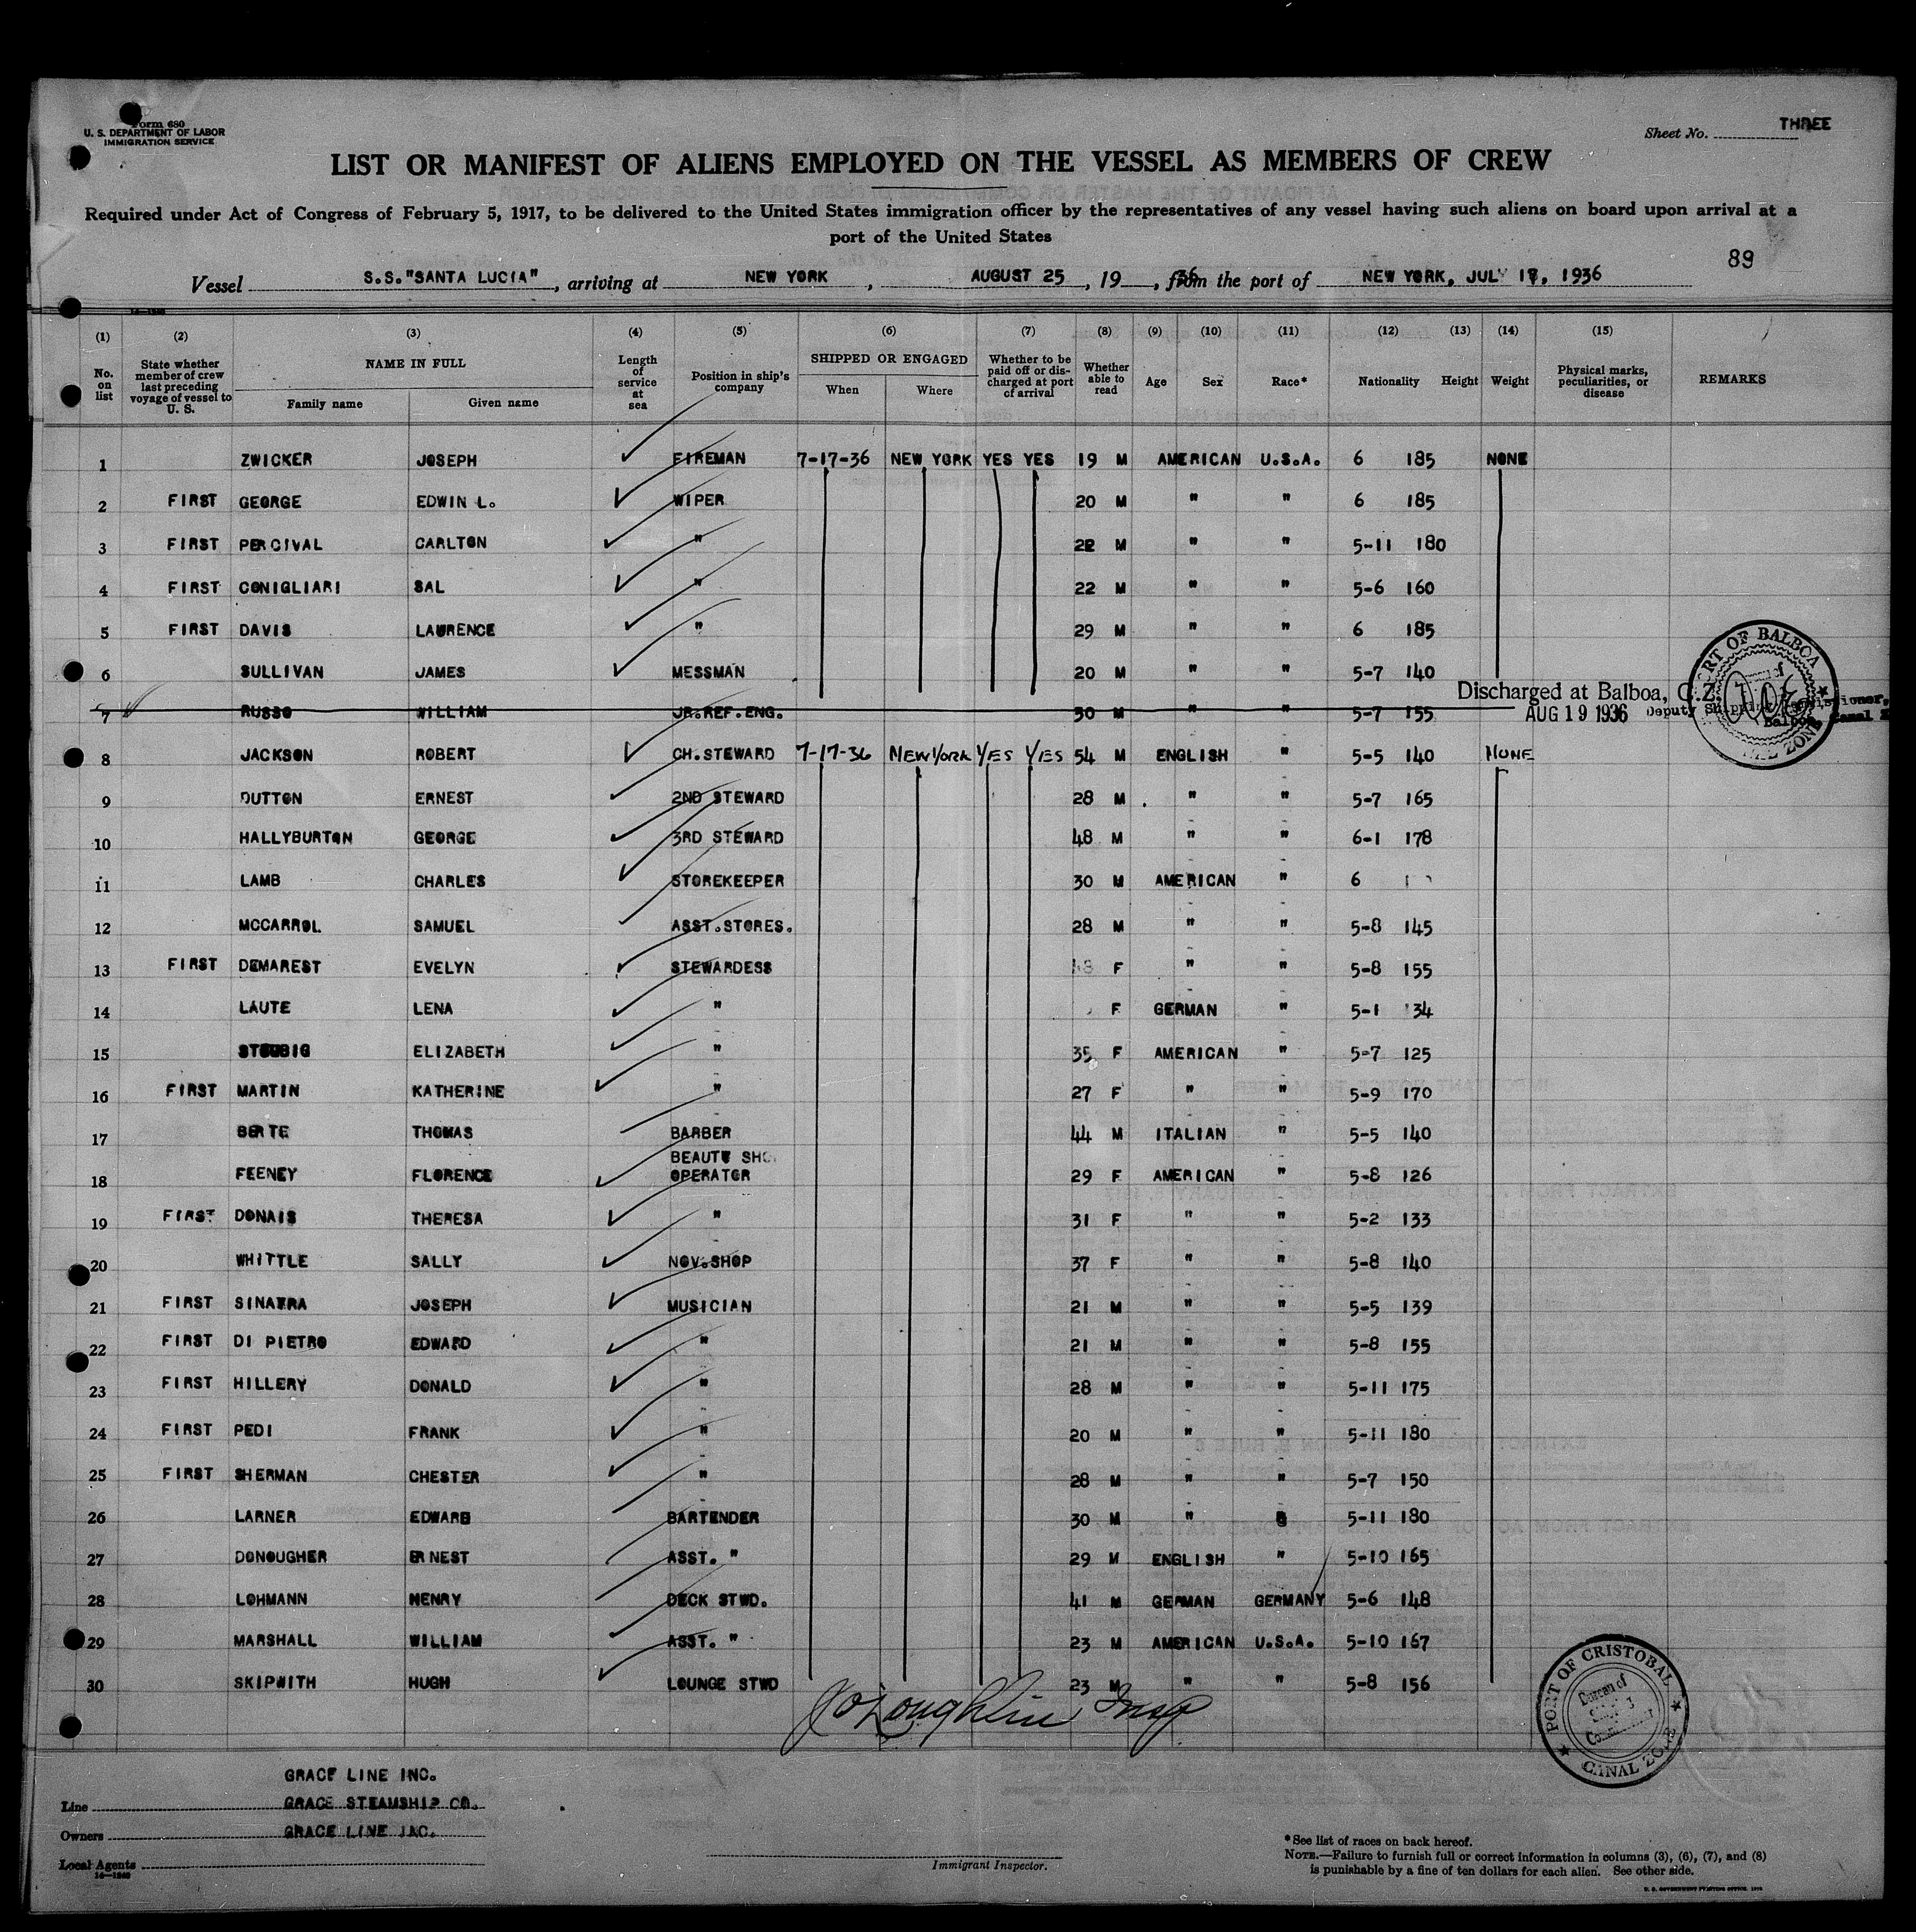 Form 680
U. S. DEPARTMENT OF LABOR
IMMIGRATION SERVICE
Sheet No. THREE
LIST OR MANIFEST OF ALIENS EMPLOYED ON THE VESSEL AS MEMBERS OF CREW
Required under Act of Congress of February 5, 1917, to be delivered to the United States immigration officer by the representatives of any vessel having such aliens on board upon arrival at a
port of the United States
89
Vessel S.S."SANTA LUCIA", arriving at NEW YORK, AUGUST 25, 19 36, from the port of NEW YORK, JULY 17, 1936
(1) (2) (3) (4) (5) (6) (7) (8) (9) (10) (11) (12) (13) (14) (15)
No. on list State whether member of crew last preceding voyage of vessel to U. S. NAME IN FULL Family name Given name Length of service at sea Position in ship's company SHIPPED OR ENGAGED When Where Whether to be paid off or discharged at port of arrival Whether able to read Age Sex Race* Nationality Height Weight Physical marks, peculiarities, or disease REMARKS
1 ZWICKER JOSEPH FIREMAN 7-17-36 NEW YORK YES YES 19 M AMERICAN U.S.A. 6 185 NONE
2 FIRST GEORGE EDWIN L. WIPER 20 M " " 6 185
3 FIRST PERCIVAL CARLTON " 22 M " " 5-11 180
4 FIRST CONIGLIARI SAL " 22 M " " 5-6 160
5 FIRST DAVIS LAWRENCE " 29 M " " 6 185
6 SULLIVAN JAMES MESSMAN 20 M " " 5-7 140
7 RUSSO WILLIAM JR.REF.ENG. 30 M " " 5-7 155 Discharged at Balboa, C.Z.
AUG 19 1936 Deputy Shipping Commissioner,
Balboa, Canal Z
PORT OF BALBOA
CANAL ZONE
8 JACKSON ROBERT CH.STEWARD 7-17-36 NEW YORK YES YES 54 M ENGLISH " 5-5 140 NONE
9 DUTTON ERNEST 2ND STEWARD 28 M " " 5-7 165
10 HALLYBURTON GEORGE 3RD STEWARD 48 M " " 6-1 178
11 LAMB CHARLES STOREKEEPER 30 M AMERICAN " 6
12 MCCARROL SAMUEL ASST.STORES. 28 M " " 5-8 145
13 FIRST DEMAREST EVELYN STEWARDESS F " " 5-8 155
14 LAUTE LENA " F GERMAN " 5-1 134
15 ELIZABETH " 35 F AMERICAN " 5-7 125
16 FIRST MARTIN KATHERINE " 27 F " " 5-9 170
17 BERTE THOMAS BARBER 44 M ITALIAN " 5-5 140
BEAUTY SHO
18 FEENEY FLORENCE OPERATOR 29 F AMERICAN " 5-8 126
19 FIRST DONAIS THERESA " 31 F " " 5-2 133
20 WHITTLE SALLY NOV.SHOP 37 F " " 5-8 140
21 FIRST SINATRA JOSEPH MUSICIAN 21 M " " 5-5 139
22 FIRST DI PIETRO EDWARD " 21 M " " 5-8 155
23 FIRST HILLERY DONALD " 28 M " " 5-11 175
24 FIRST PEDI FRANK " 20 M " " 5-11 180
25 FIRST SHERMAN CHESTER " 28 M " " 5-7 150
26 LARNER EDWARD BARTENDER 30 M " " 5-11 180
27 DONOUGHER ERNEST ASST. " 29 M ENGLISH " 5-10 165
28 LOHMANN HENRY DECK STWD. 41 M GERMAN GERMANY 5-6 148
29 MARSHALL WILLIAM ASST. " 23 M AMERICAN U.S.A. 5-10 167
30 SKIPWITH HUGH LOUNGE STWD 23 M " " 5-8 156
J O'Loughlin Insp
PORT OF CRISTOBAL
Bureau of
CANAL ZONE
GRACE LINE INC.
Line GRACE STEAMSHIP CO.
Owners GRACE LINE INC.
Local Agents
14—1240
Immigrant Inspector.
*See list of races on back hereof.
NOTE.—Failure to furnish full or correct information in columns (3), (6), (7), and (8)
is punishable by a fine of ten dollars for each alien. See other side.
U. S. GOVERNMENT PRINTING OFFICE